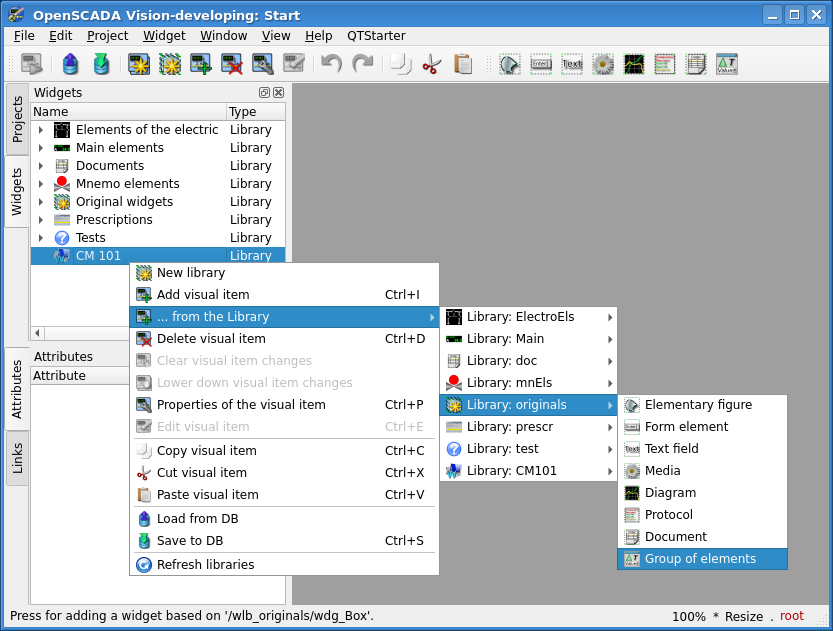 OpenSCADA Vision-developing: Start
File Edit Project Widget Window View Help QTStarter
Projects
Widgets
Attributes
Links
Widgets
Name Type
Elements of the electric Library
Main elements Library
Documents Library
Mnemo elements Library
Original widgets Library
Prescriptions Library
Tests Library
CM 101 Library
Attributes
Attribute
New library
Add visual item Ctrl+I
... from the Library
Delete visual item Ctrl+D
Clear visual item changes
Lower down visual item changes
Properties of the visual item Ctrl+P
Edit visual item Ctrl+E
Copy visual item Ctrl+C
Cut visual item Ctrl+X
Paste visual item Ctrl+V
Load from DB
Save to DB Ctrl+S
Refresh libraries
Library: ElectroEls
Library: Main
Library: doc
Library: mnEls
Library: originals
Library: prescr
Library: test
Library: CM101
Elementary figure
Form element
Text field
Media
Diagram
Protocol
Document
Group of elements
Press for adding a widget based on '/wlb_originals/wdg_Box'. 100% * Resize . root